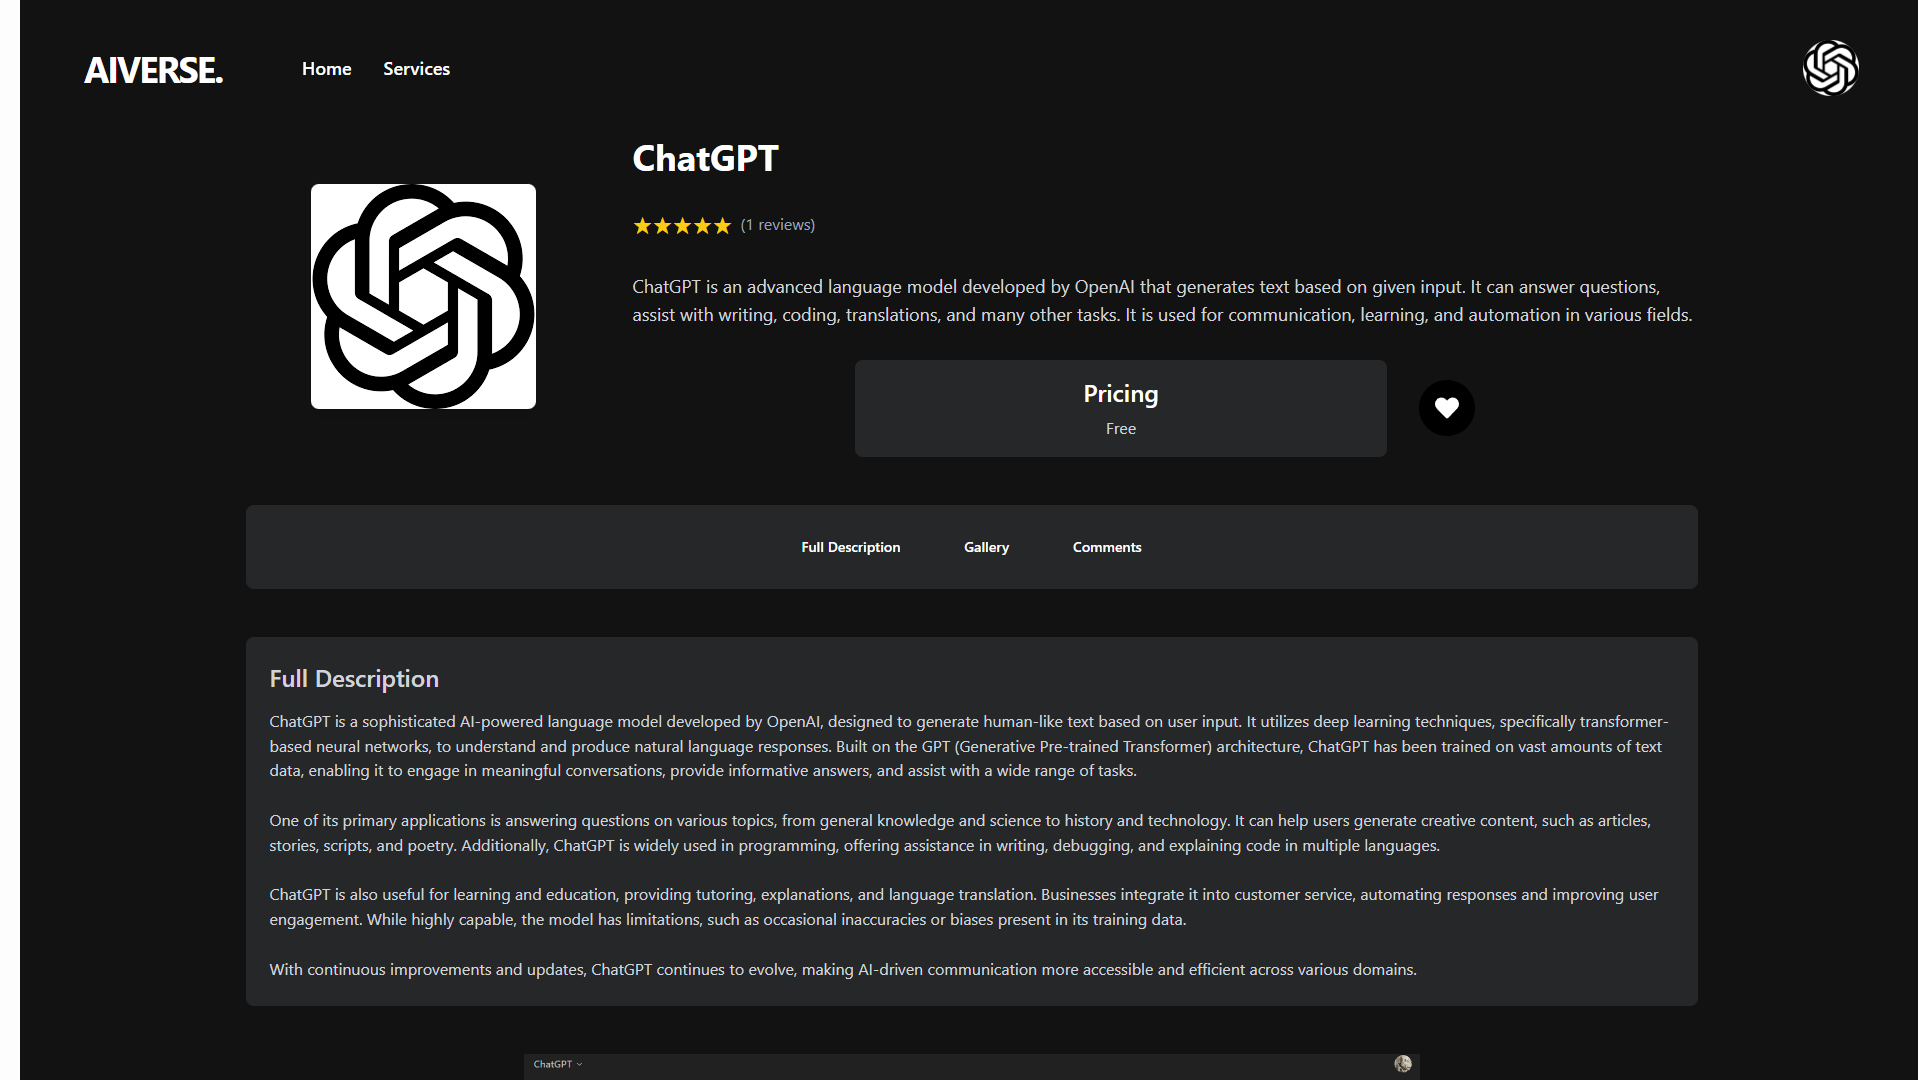 AIVERSE.
Home
Services
ChatGPT
(1 reviews)
ChatGPT is an advanced language model developed by OpenAI that generates text based on given input. It can answer questions,
assist with writing, coding, translations, and many other tasks. It is used for communication, learning, and automation in various fields.
Pricing
Free
Full Description
Gallery
Comments
Full Description
ChatGPT is a sophisticated AI-powered language model developed by OpenAI, designed to generate human-like text based on user input. It utilizes deep learning techniques, specifically transformer-
based neural networks, to understand and produce natural language responses. Built on the GPT (Generative Pre-trained Transformer) architecture, ChatGPT has been trained on vast amounts of text
data, enabling it to engage in meaningful conversations, provide informative answers, and assist with a wide range of tasks.
One of its primary applications is answering questions on various topics, from general knowledge and science to history and technology. It can help users generate creative content, such as articles,
stories, scripts, and poetry. Additionally, ChatGPT is widely used in programming, offering assistance in writing, debugging, and explaining code in multiple languages.
ChatGPT is also useful for learning and education, providing tutoring, explanations, and language translation. Businesses integrate it into customer service, automating responses and improving user
engagement. While highly capable, the model has limitations, such as occasional inaccuracies or biases present in its training data.
With continuous improvements and updates, ChatGPT continues to evolve, making AI-driven communication more accessible and efficient across various domains.
ChatGPT